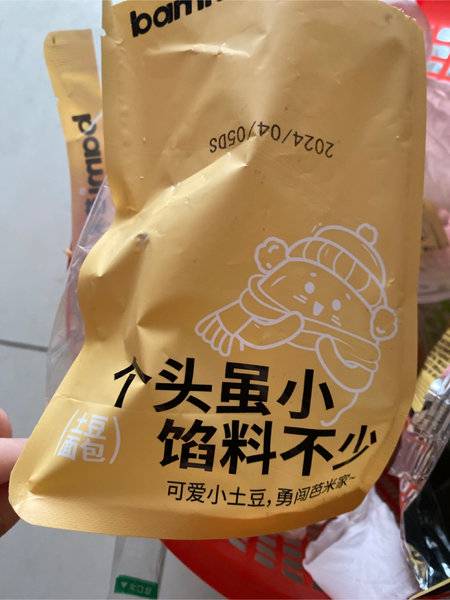 2024/04/05DS
个头虽小
(土豆面包)
馅料不少
可爱小土豆,勇闯芭米家~